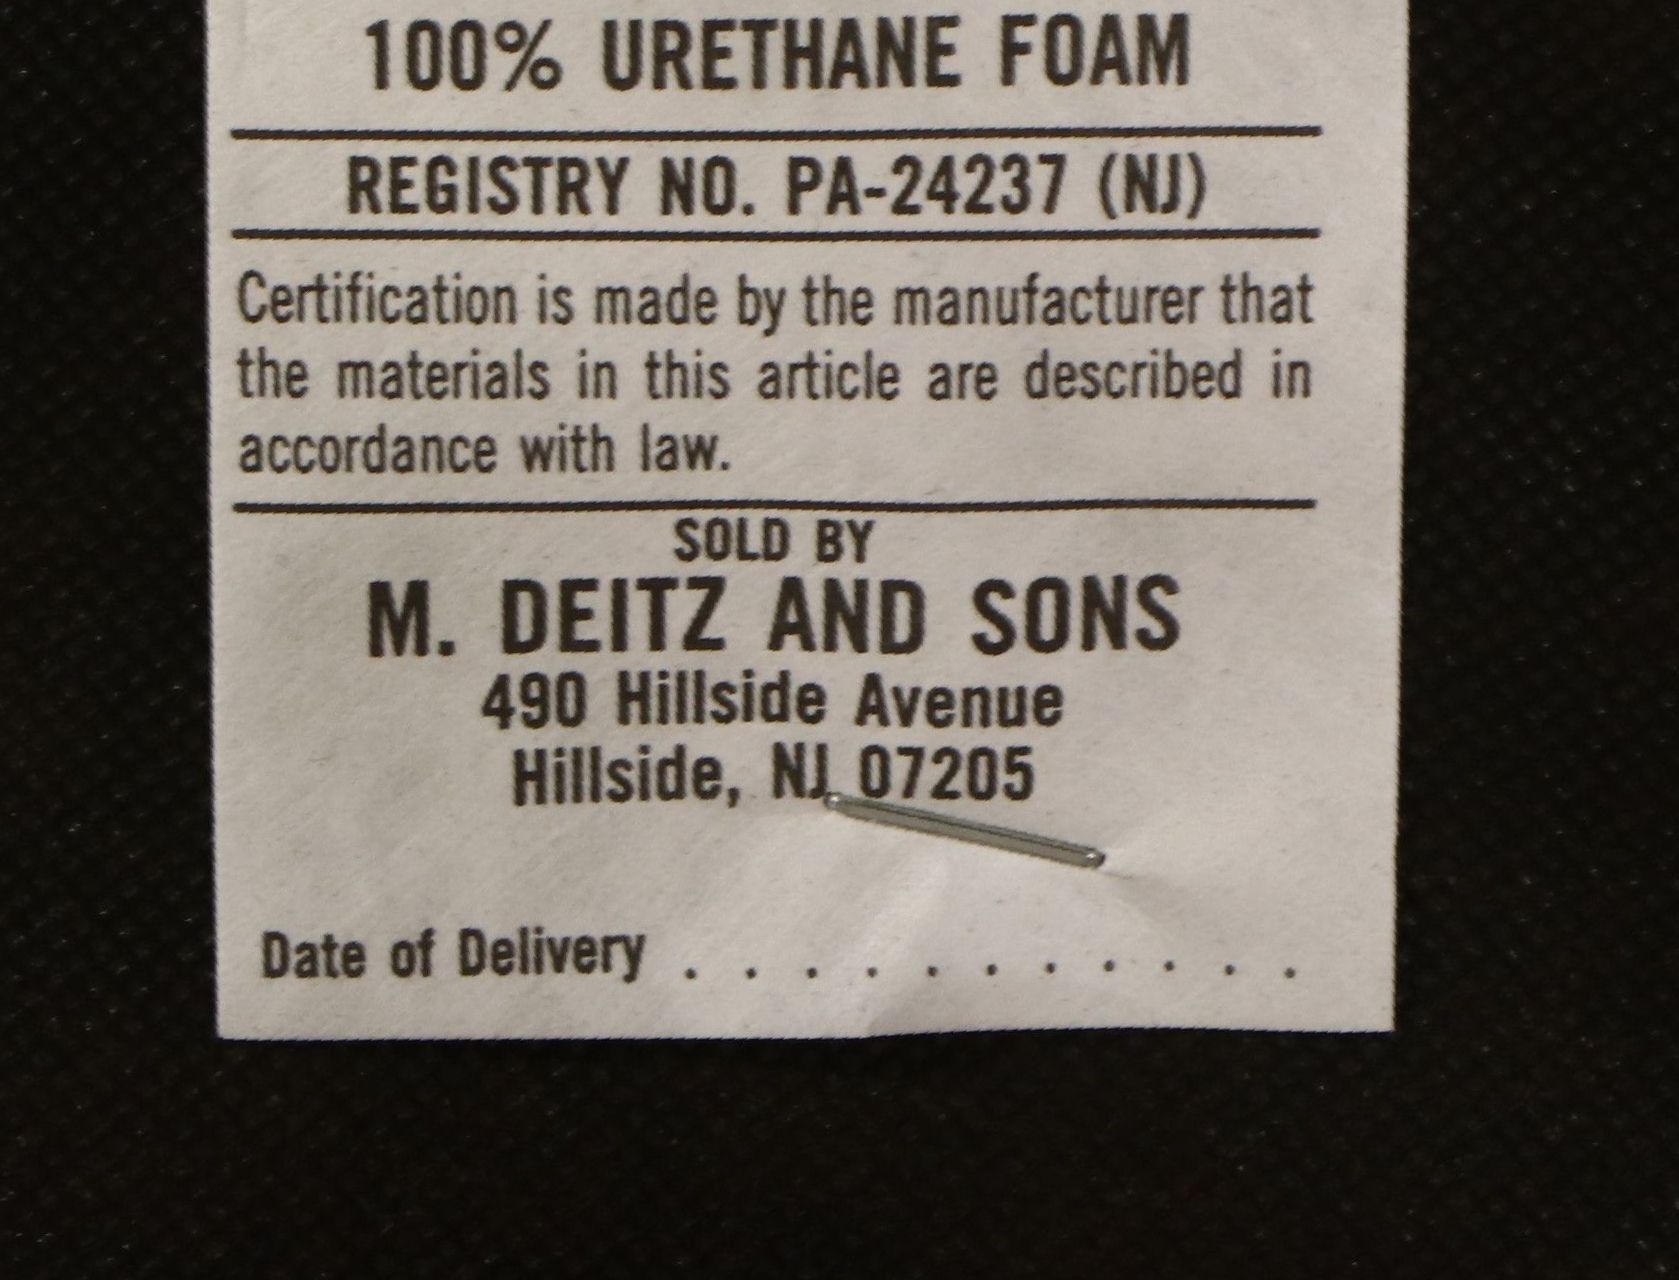 100% URETHANE FOAM
REGISTRY NO. PA-24237 (NJ)
Certification is made by the manufacturer that
the materials in this article are described in
accordance with law.
SOLD BY
M. DEITZ AND SONS
490 Hillside Avenue
Hillside, NJ 07205
Date of Delivery . . . . . . . . . . .